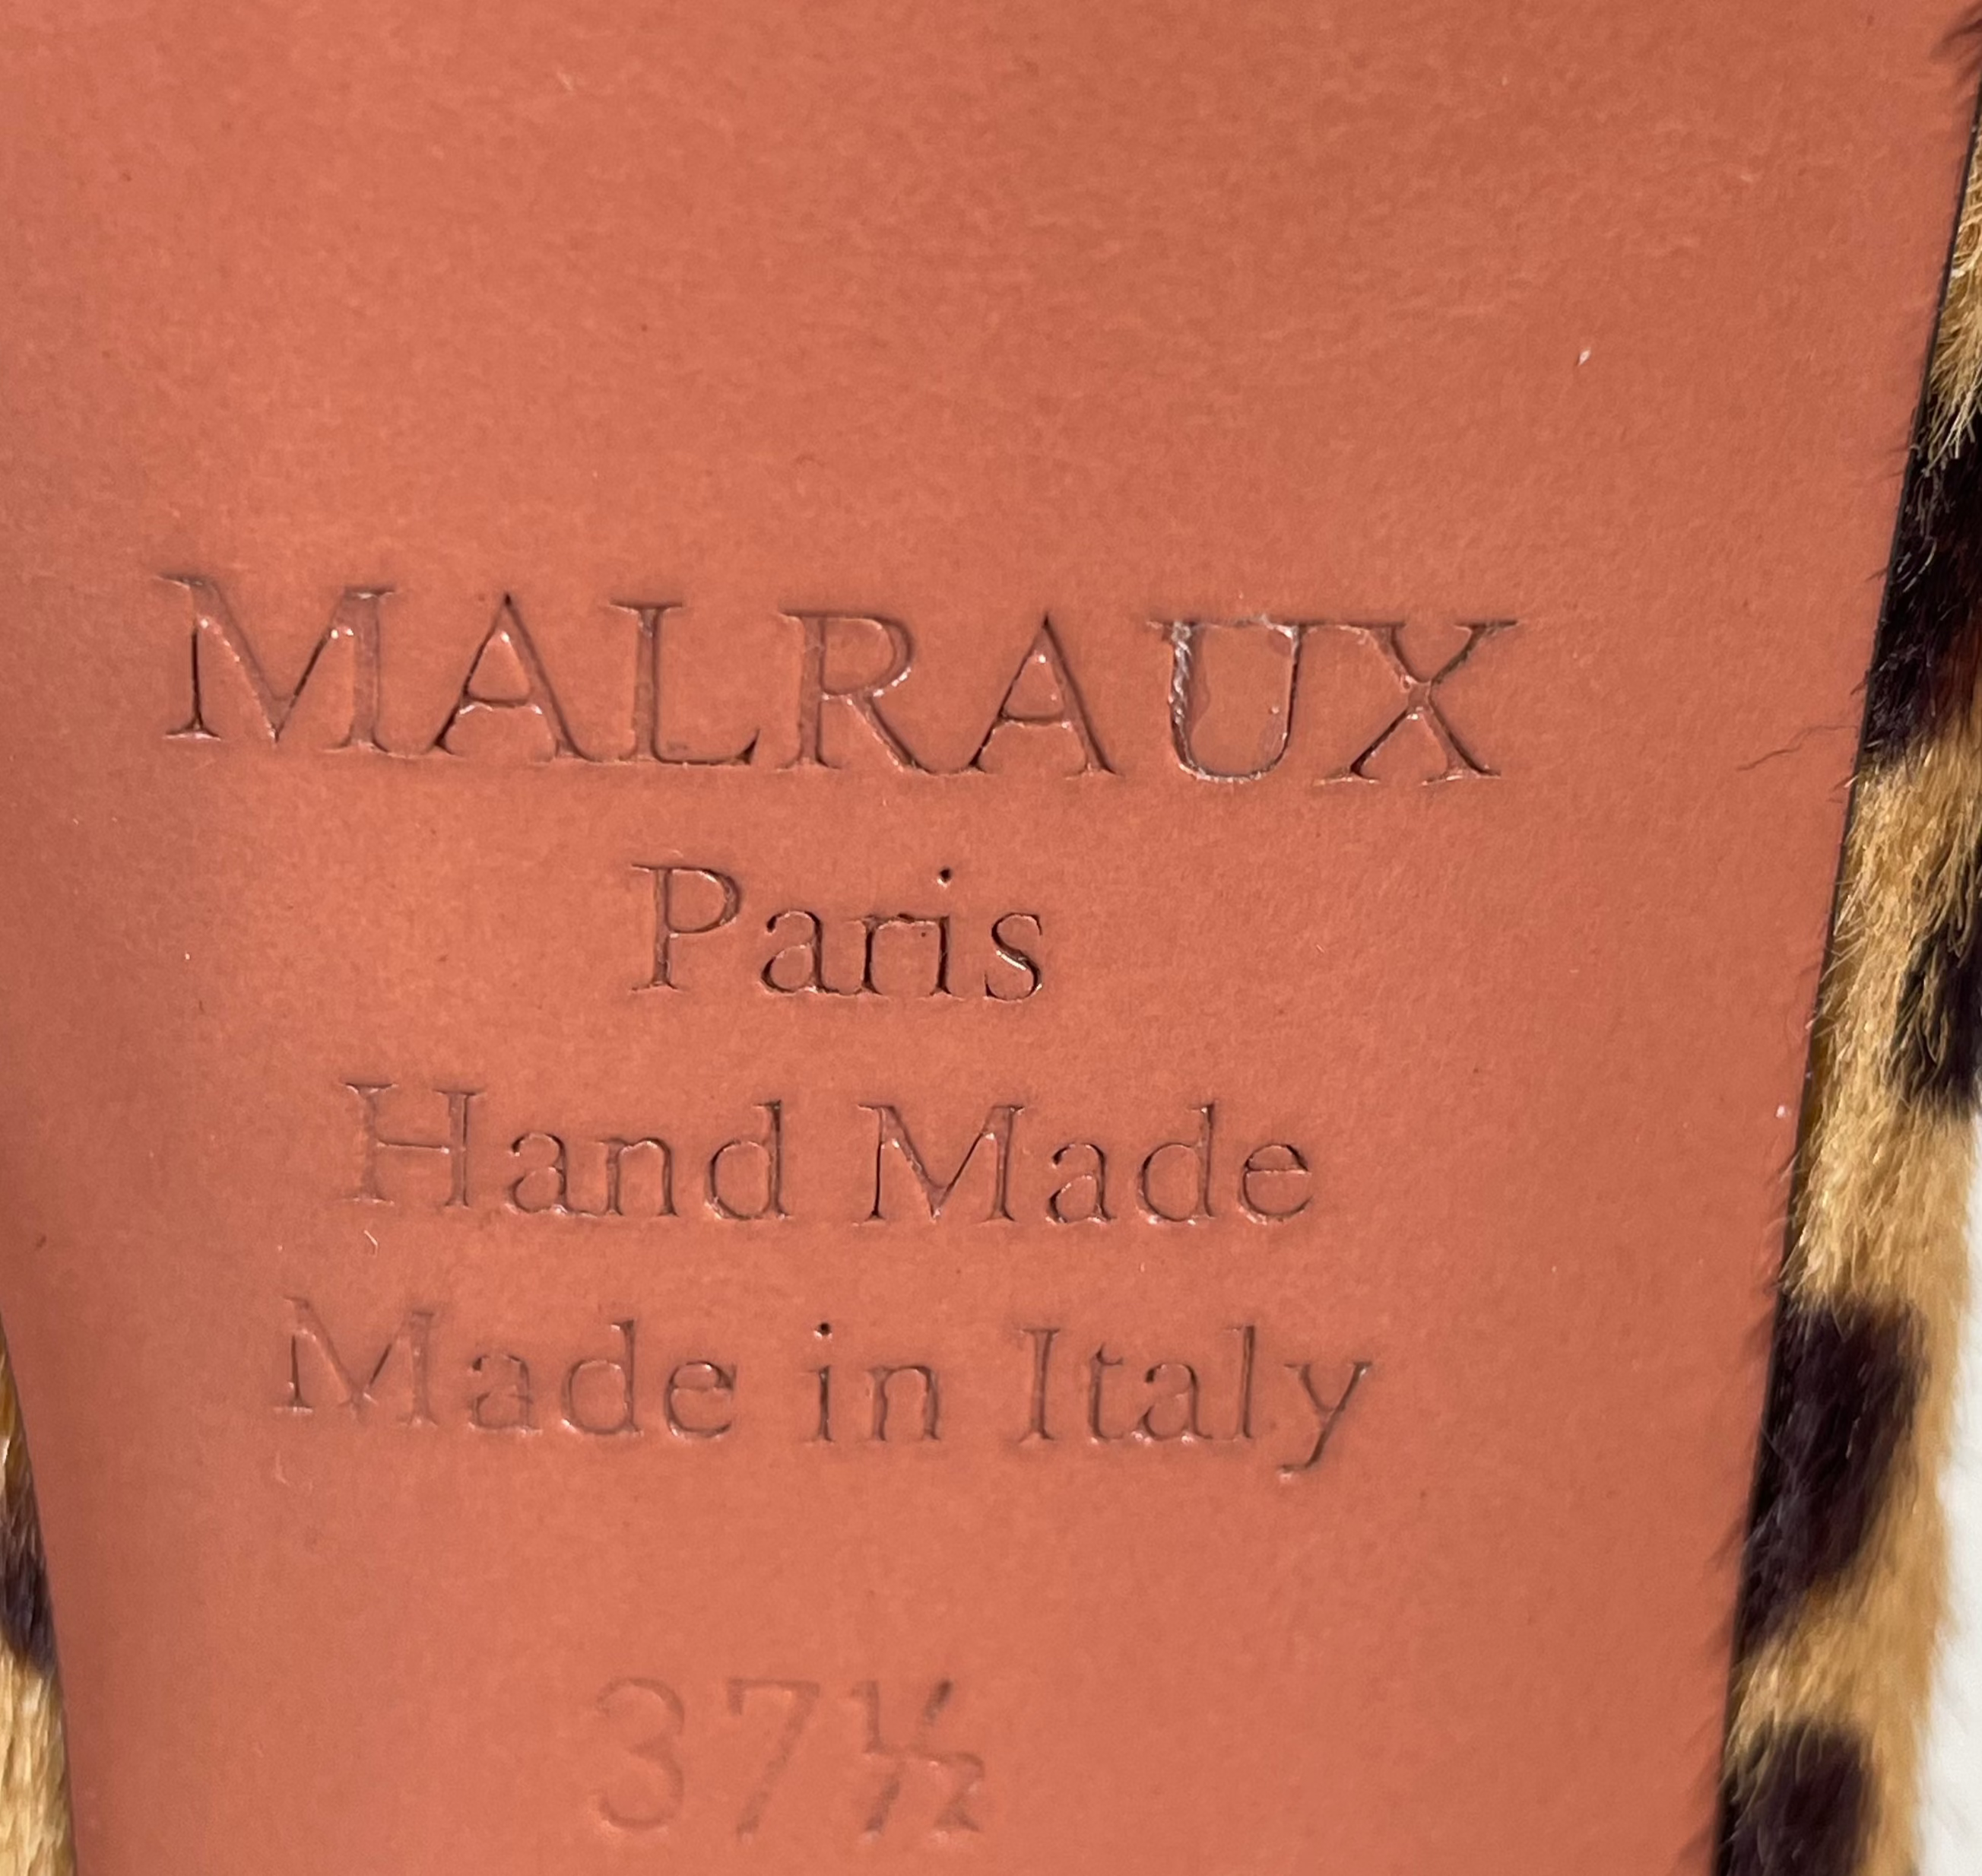 MALRAUX
Paris
Hand Made
Made in Italy
37½